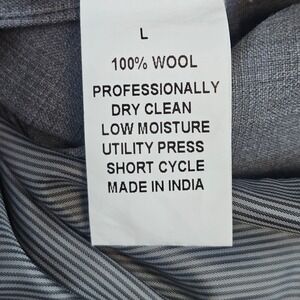 L
100% WOOL
PROFESSIONALLY
DRY CLEAN
LOW MOISTURE
UTILITY PRESS
SHORT CYCLE
MADE IN INDIA